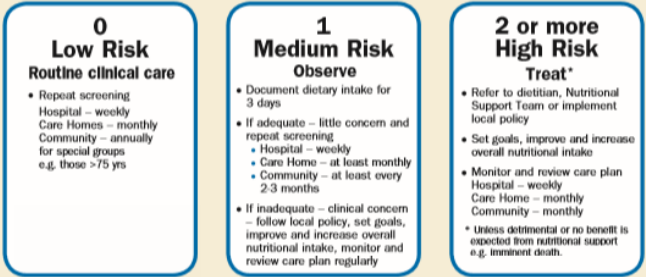 0
Low Risk
Routine clinical care
• Repeat screening
Hospital – weekly
Care Homes – monthly
Community – annually
for special groups
e.g. those >75 yrs
1
Medium Risk
Observe
• Document dietary intake for
3 days
• If adequate – little concern and
repeat screening
• Hospital – weekly
• Care Home – at least monthly
• Community – at least every
2-3 months
• If inadequate – clinical concern
– follow local policy, set goals,
improve and increase overall
nutritional intake, monitor and
review care plan regularly
2 or more
High Risk
Treat*
• Refer to dietitian, Nutritional
Support Team or implement
local policy
• Set goals, improve and increase
overall nutritional intake
• Monitor and review care plan
Hospital – weekly
Care Home – monthly
Community – monthly
* Unless detrimental or no benefit is
expected from nutritional support
e.g. imminent death.